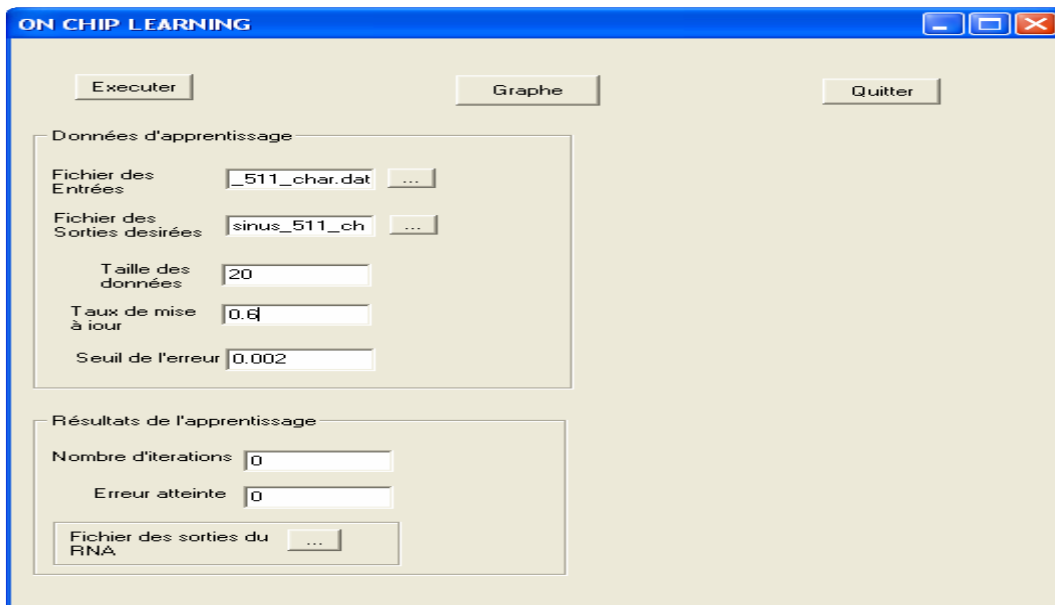 ON CHIP LEARNING
Executer
Graphe
Quitter
Données d'apprentissage
Fichier des
Entrées
_511_char.dat
...
Fichier des
Sorties desirées
sinus_511_ch
...
Taille des
données
20
Taux de mise
à jour
0.6
Seuil de l'erreur
0.002
Résultats de l'apprentissage
Nombre d'iterations
0
Erreur atteinte
0
Fichier des sorties du
RNA
...